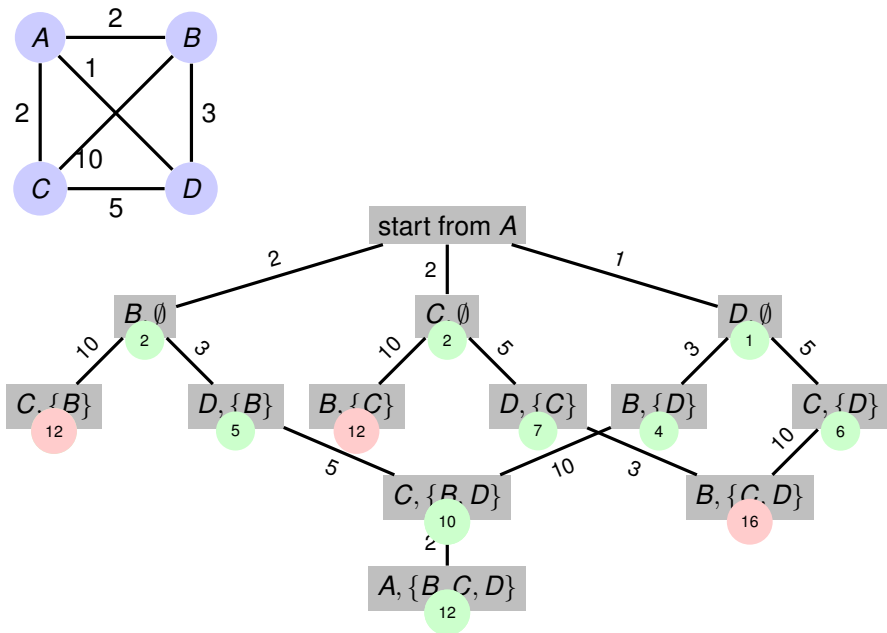 2
A B
1
2 3
10
C D
5
start from A
2 2 1
B, ∅ C, ∅ D, ∅
2 2 1
10 3 10 5 3 5
C, {B} D, {B} B, {C} D, {C} B, {D} C, {D}
12 5 12 7 4 6
5 10 3 10
C, {B, D} B, {C, D}
10 16
2
A, {B, C, D}
12